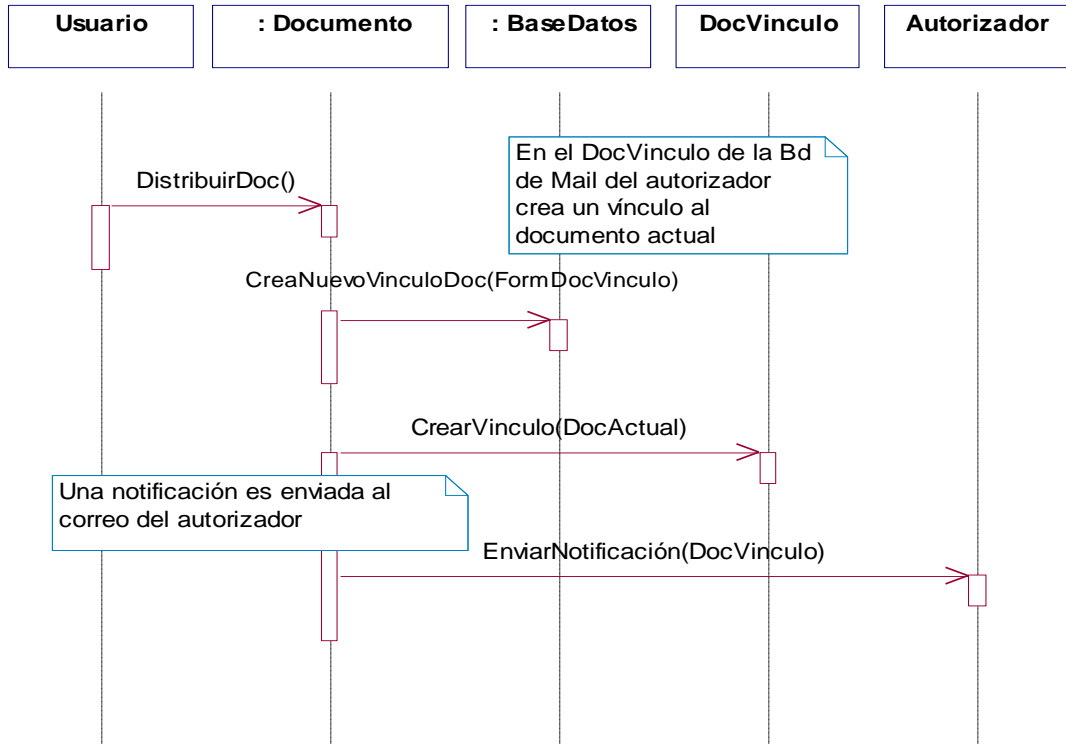 Usuario
: Documento
: BaseDatos
DocVinculo
Autorizador
En el DocVinculo de la Bd
de Mail del autorizador
crea un vínculo al
documento actual
DistribuirDoc()
CreaNuevoVinculoDoc(FormDocVinculo)
CrearVinculo(DocActual)
Una notificación es enviada al
correo del autorizador
EnviarNotificación(DocVinculo)